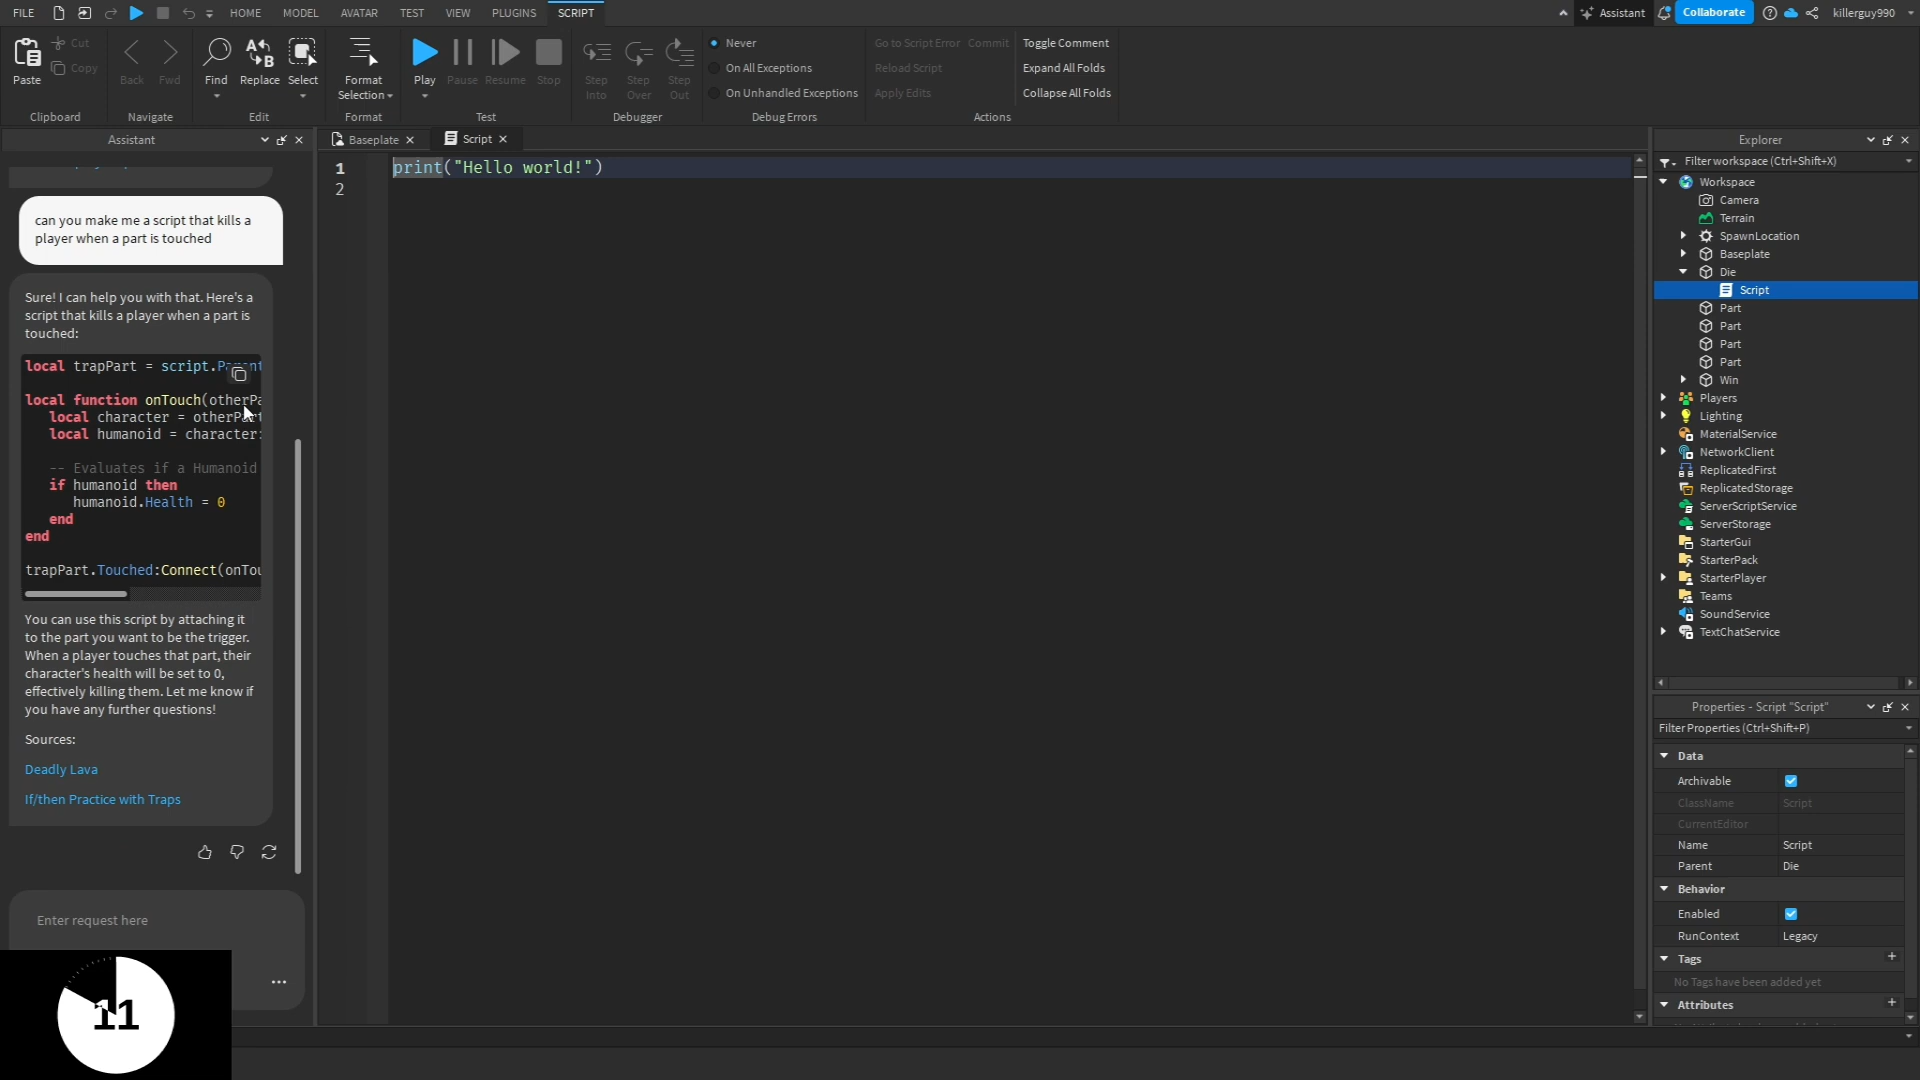 FILE
HOME
MODEL
AVATAR
TEST
VIEW
PLUGINS
SCRIPT
Assistant
Collaborate
killerguy990
Paste
Cut
Copy
Clipboard
Back
Fwd
Navigate
Find
Replace
Select
Edit
Format
Selection
Format
Play
Pause
Resume
Stop
Test
Step
Into
Step
Over
Step
Out
Debugger
Never
On All Exceptions
On Unhandled Exceptions
Debug Errors
Go to Script Error
Commit
Reload Script
Apply Edits
Toggle Comment
Expand All Folds
Collapse All Folds
Actions
Assistant
can you make me a script that kills a
player when a part is touched
Sure! I can help you with that. Here's a
script that kills a player when a part is
touched:
local trapPart = script.Parent
local function onTouch(otherPa
local character = otherPart
local humanoid = character:
-- Evaluates if a Humanoid
if humanoid then
humanoid.Health = 0
end
end
trapPart.Touched:Connect(onTou
You can use this script by attaching it
to the part you want to be the trigger.
When a player touches that part, their
character's health will be set to 0,
effectively killing them. Let me know if
you have any further questions!
Sources:
Deadly Lava
If/then Practice with Traps
Enter request here
...
11
Baseplate
Script
1 print("Hello world!")
2
Explorer
Filter workspace (Ctrl+Shift+X)
Workspace
Camera
Terrain
SpawnLocation
Baseplate
Die
Script
Part
Part
Part
Part
Win
Players
Lighting
MaterialService
NetworkClient
ReplicatedFirst
ReplicatedStorage
ServerScriptService
ServerStorage
StarterGui
StarterPack
StarterPlayer
Teams
SoundService
TextChatService
Properties - Script "Script"
Filter Properties (Ctrl+Shift+P)
Data
Archivable
ClassName Script
CurrentEditor
Name Script
Parent Die
Behavior
Enabled
RunContext Legacy
Tags
No Tags have been added yet
Attributes